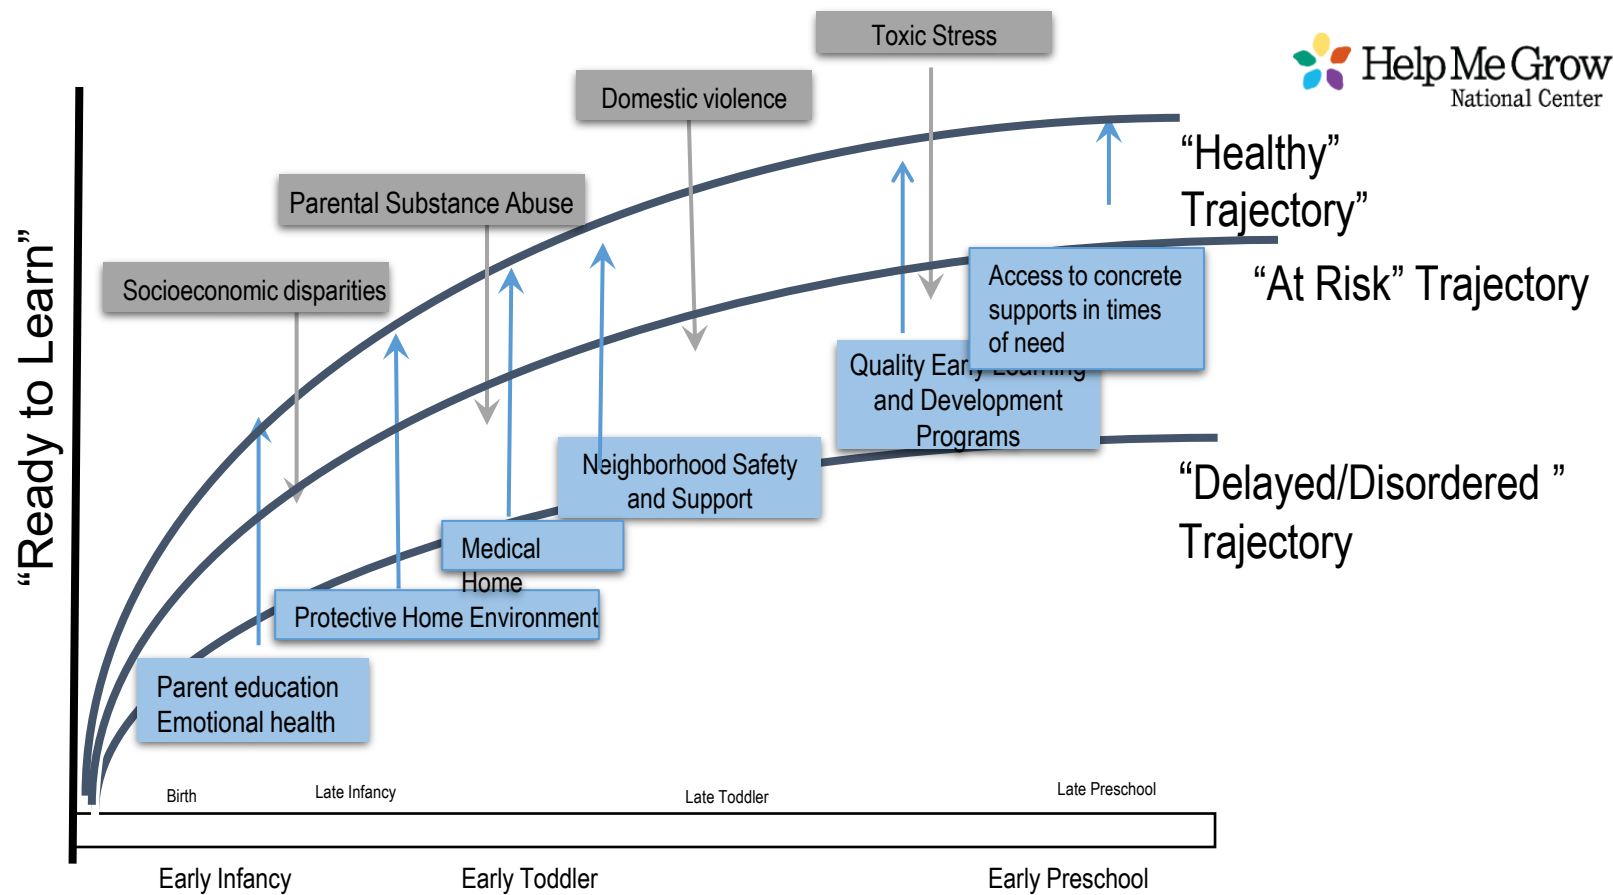 Toxic Stress
Help Me Grow
National Center
Domestic violence
“Healthy”
Trajectory”
Parental Substance Abuse
“Ready to Learn”
Socioeconomic disparities
Access to concrete
supports in times
of need
“At Risk” Trajectory
Quality Early Learning
and Development
Programs
Neighborhood Safety
and Support
“Delayed/Disordered ”
Trajectory
Medical
Home
Protective Home Environment
Parent education
Emotional health
Birth
Late Infancy
Late Toddler
Late Preschool
Early Infancy
Early Toddler
Early Preschool